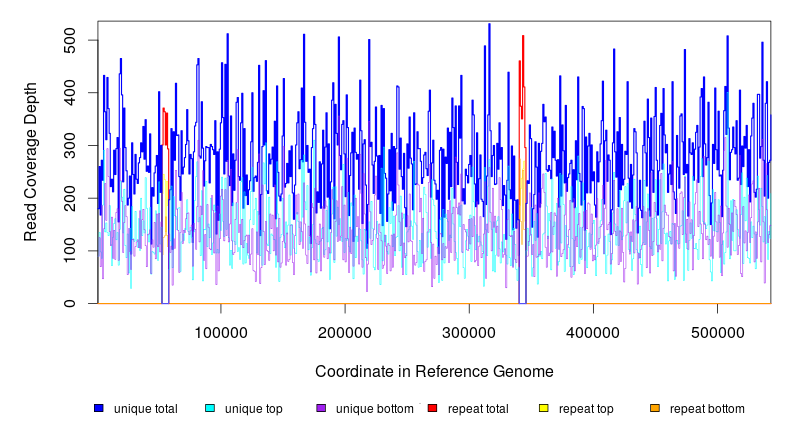 Read Coverage Depth
500
400
300
200
100
0
100000 200000 300000 400000 500000
Coordinate in Reference Genome
unique total unique top unique bottom repeat total repeat top repeat bottom